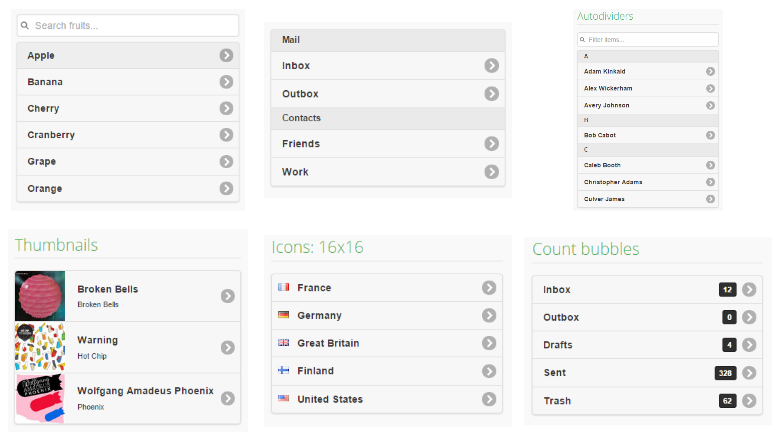 Search fruits...
Apple
Banana
Cherry
Cranberry
Grape
Orange
Mail
Inbox
Outbox
Contacts
Friends
Work
Autodividers
Filter items...
A
Adam Kinkaid
Alex Wickerham
Avery Johnson
B
Bob Cabot
C
Caleb Booth
Christopher Adams
Culver James
Thumbnails
Broken Bells
Broken Bells
Warning
Hot Chip
Wolfgang Amadeus Phoenix
Phoenix
Icons: 16x16
France
Germany
Great Britain
Finland
United States
Count bubbles
Inbox 12
Outbox 0
Drafts 4
Sent 328
Trash 62